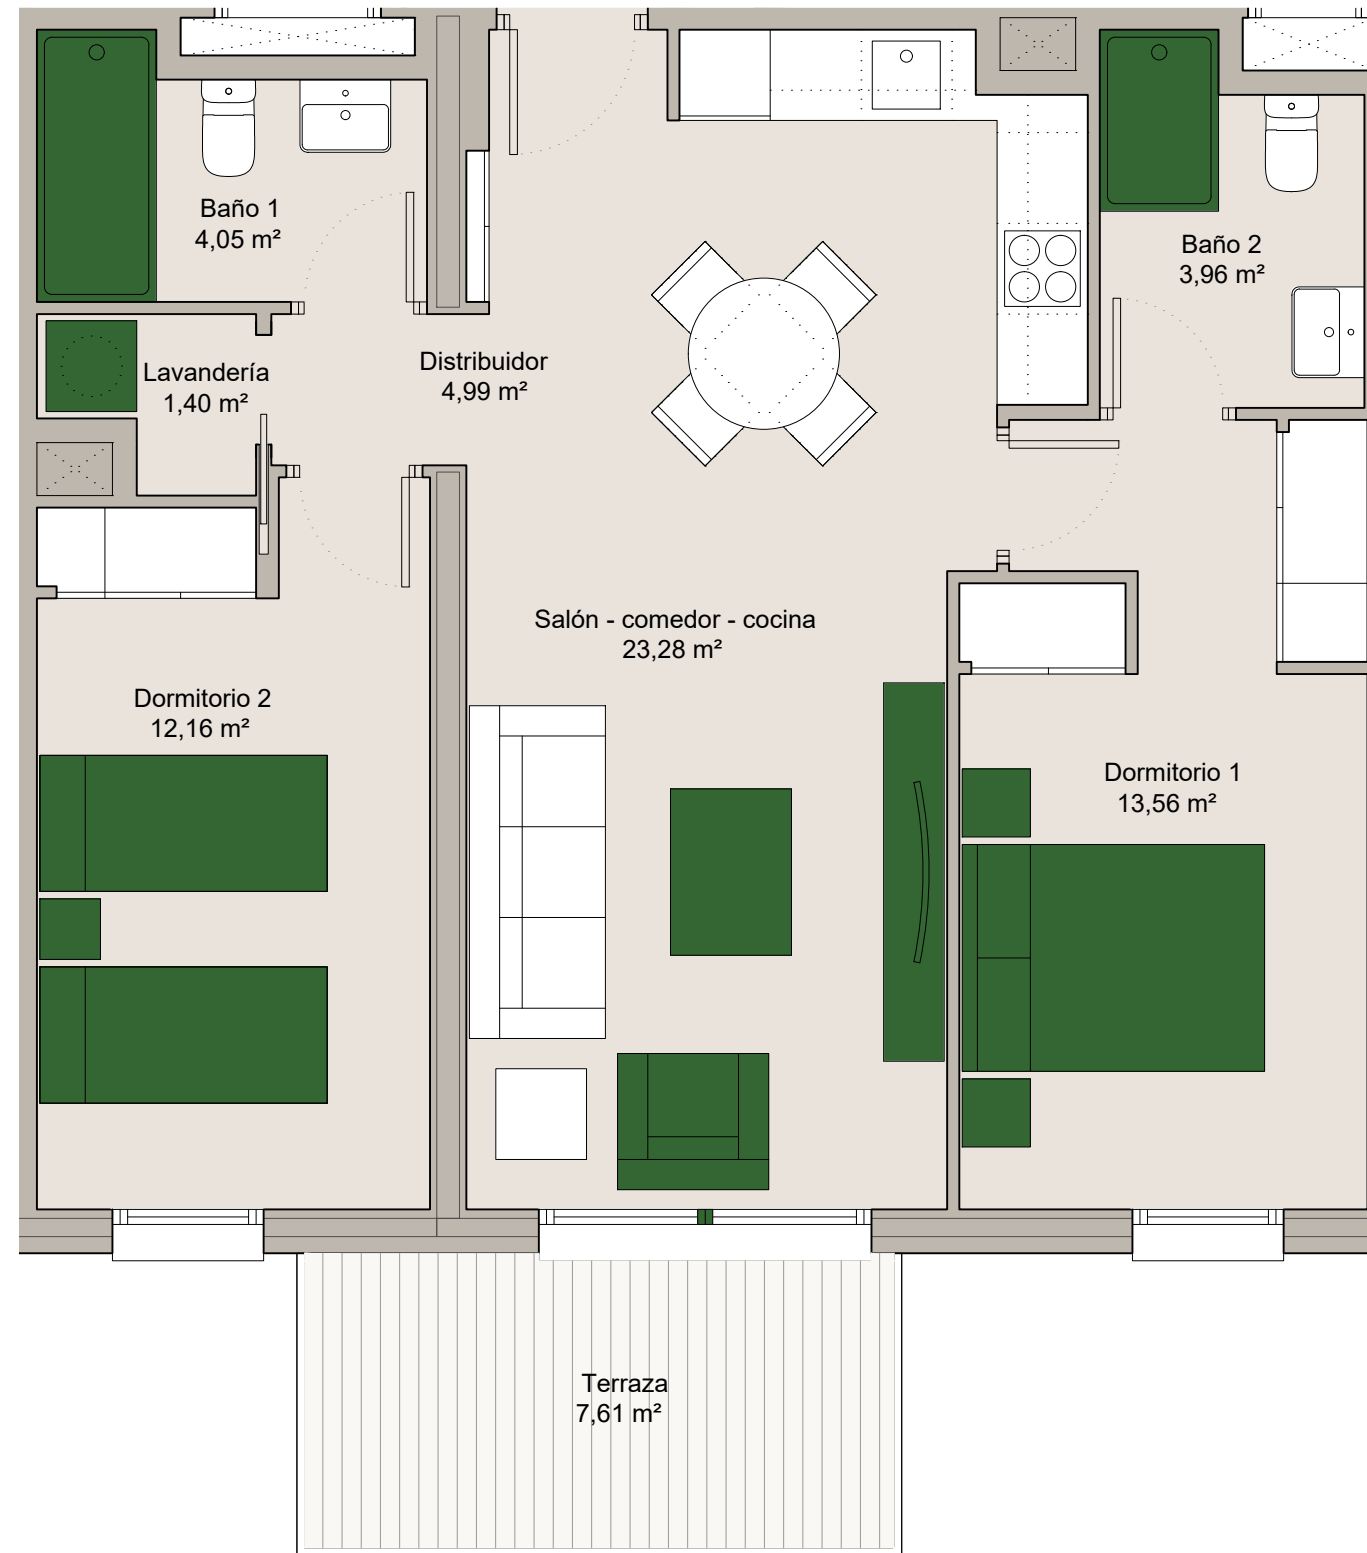 Baño 1
4,05 m²
Baño 2
3,96 m²
Lavandería
1,40 m²
Distribuidor
4,99 m²
Salón - comedor - cocina
23,28 m²
Dormitorio 2
12,16 m²
Dormitorio 1
13,56 m²
Terraza
7,61 m²